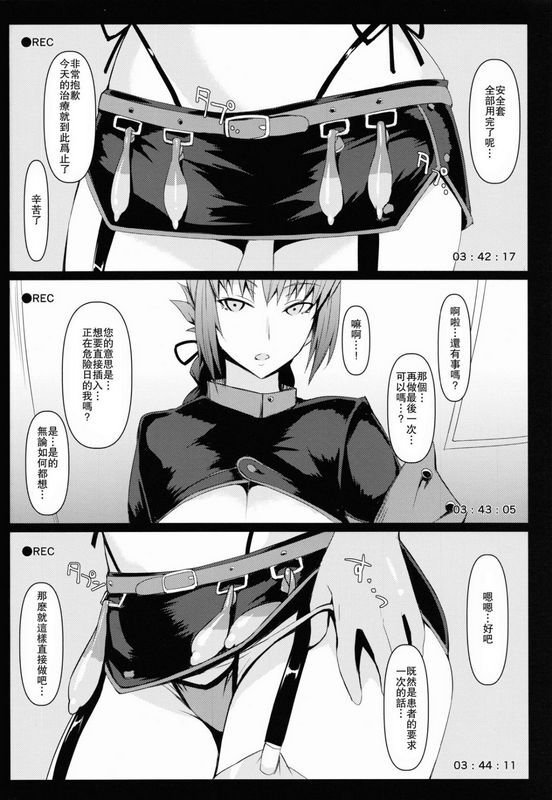 ●REC
安全套
全部用完了呢…
タプ
タプ…
非常抱歉
今天的治療就到此爲止了
辛苦了
03：42：17
●REC
啊啦…還有事嗎？
那個…
再做最後一次…
可以嗎…？
嘛啊…！
您的意思是…
想要直接插入…
正在危險日的我嗎？
是…是的
無論如何都想…
03：43：05
●REC
嗯嗯…好吧
既然是患者的要求
一次的話…
タプン
すっ
那麽就這樣直接做吧…
03：44：11